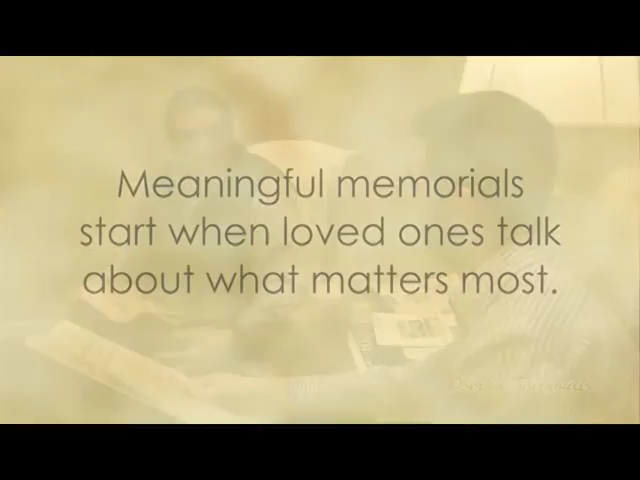 Meaningful memorials
start when loved ones talk
about what matters most.